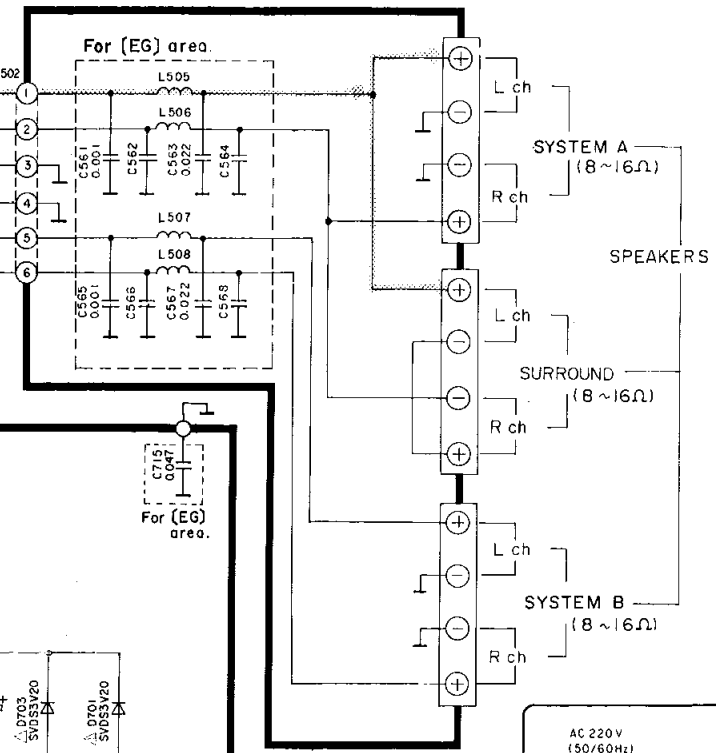 For (EG) area.
502
L505
1
L506
2
C561
0.001
C562
C563
0.022
C564
3
4
L507
5
L508
6
C565
0.001
C566
C567
0.022
C568
+
L ch
−
SYSTEM A
(8~16Ω)
−
R ch
+
SPEAKERS
+
L ch
−
SURROUND
(8~16Ω)
−
R ch
+
C715
0.047
For (EG)
area.
+
L ch
−
SYSTEM B
(8~16Ω)
−
R ch
+
D703
SVDS3V20
D701
SVDS3V20
AC 220V
(50/60Hz)